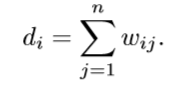 $d_i = \sum_{j=1}^{n} w_{ij}.$